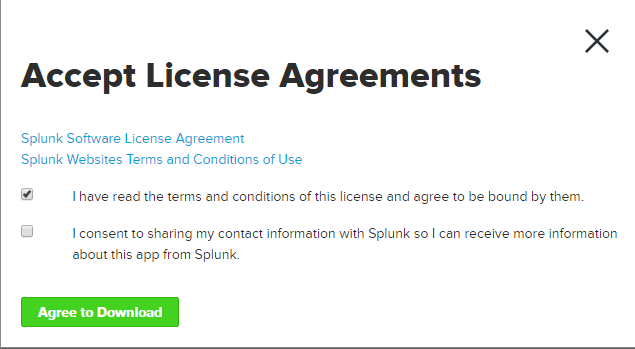 Accept License Agreements
Splunk Software License Agreement
Splunk Websites Terms and Conditions of Use
I have read the terms and conditions of this license and agree to be bound by them.
I consent to sharing my contact information with Splunk so I can receive more information
about this app from Splunk.
Agree to Download